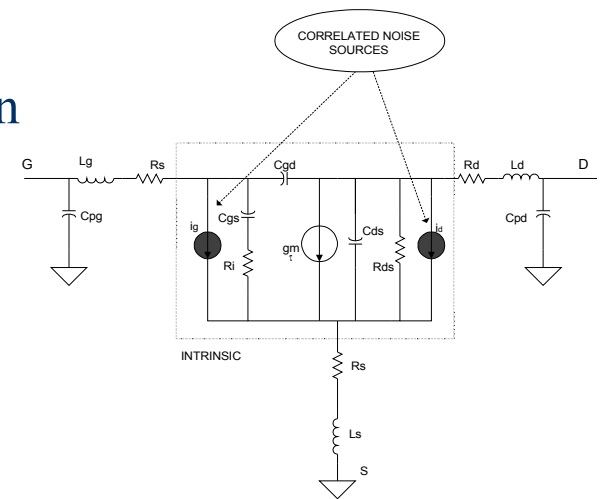 CORRELATED NOISE
SOURCES
n
G
Lg
Rs
Cgd
Rd
Ld
D
Cpg
ig
Cgs
Ri
gm
τ
Cds
Rds
id
Cpd
INTRINSIC
Rs
Ls
S